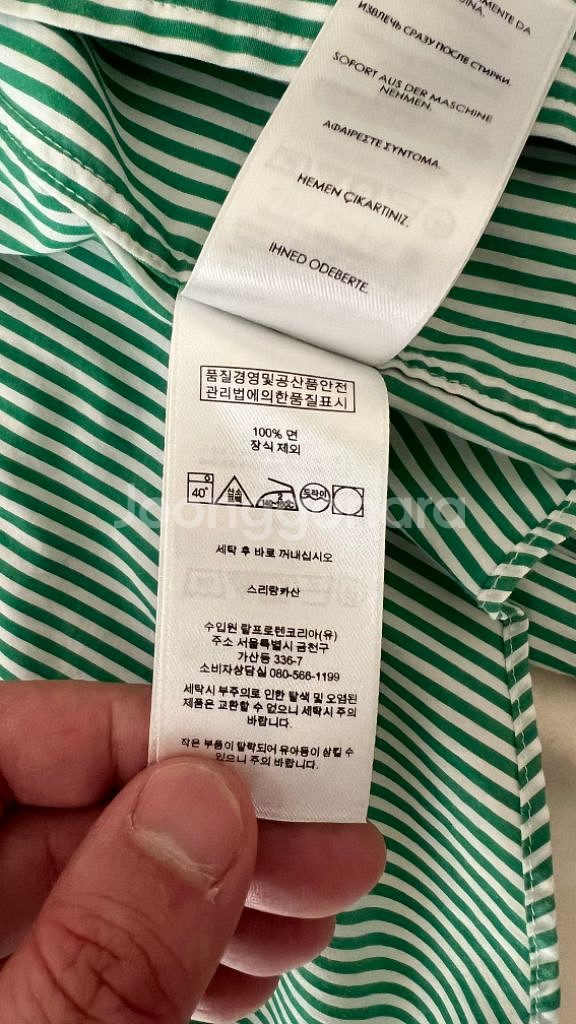 EMENTE DA
INA.
ИЗВЛЕЧЬ СРАЗУ ПОСЛЕ СТИРКИ.
SOFORT AUS DER MASCHINE
NEHMEN.
ΑΦΑΙΡΕΣΤΕ ΣΥΝΤΟΜΑ.
HEMEN ÇIKARTINIZ.
IHNED ODEBERTE.
품질경영및공산품안전
관리법에의한품질표시
100% 면
장식 제외
40°
드라이
Joonggonara
세탁 후 바로 꺼내십시오
스리랑카산
수입원 랄프로렌코리아(유)
주소 서울특별시 금천구
가산동 336-7
소비자상담실 080-566-1199
세탁시 부주의로 인한 탈색 및 오염된
제품은 교환할 수 없으니 세탁시 주의
바랍니다.
작은 부품이 탈락되어 유아동이 삼킬 수
있으니 주의 바랍니다.